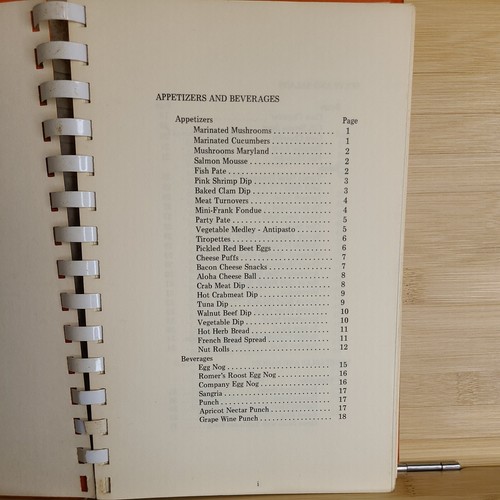 APPETIZERS AND BEVERAGES
Appetizers Page
Marinated Mushrooms . . . . . . . . . . . . . . 1
Marinated Cucumbers . . . . . . . . . . . . . . 1
Mushrooms Maryland . . . . . . . . . . . . . . 2
Salmon Mousse . . . . . . . . . . . . . . . . . . . 2
Fish Pate . . . . . . . . . . . . . . . . . . . . . . . . 2
Pink Shrimp Dip . . . . . . . . . . . . . . . . . . 3
Baked Clam Dip . . . . . . . . . . . . . . . . . . 3
Meat Turnovers . . . . . . . . . . . . . . . . . . . 4
Mini-Frank Fondue . . . . . . . . . . . . . . . . 4
Party Pate . . . . . . . . . . . . . . . . . . . . . . . 5
Vegetable Medley - Antipasto . . . . . . . . 5
Tiropettes . . . . . . . . . . . . . . . . . . . . . . . 6
Pickled Red Beet Eggs . . . . . . . . . . . . . . 6
Cheese Puffs . . . . . . . . . . . . . . . . . . . . . 7
Bacon Cheese Snacks . . . . . . . . . . . . . . . 7
Aloha Cheese Ball . . . . . . . . . . . . . . . . . 8
Crab Meat Dip . . . . . . . . . . . . . . . . . . . . 8
Hot Crabmeat Dip . . . . . . . . . . . . . . . . . 9
Tuna Dip . . . . . . . . . . . . . . . . . . . . . . . . 9
Walnut Beef Dip . . . . . . . . . . . . . . . . . . 10
Vegetable Dip . . . . . . . . . . . . . . . . . . . . 10
Hot Herb Bread . . . . . . . . . . . . . . . . . . . 11
French Bread Spread . . . . . . . . . . . . . . . 11
Nut Rolls . . . . . . . . . . . . . . . . . . . . . . . . 12
Beverages
Egg Nog . . . . . . . . . . . . . . . . . . . . . . . . . 15
Romer's Roost Egg Nog . . . . . . . . . . . . . 16
Company Egg Nog . . . . . . . . . . . . . . . . . 16
Sangria . . . . . . . . . . . . . . . . . . . . . . . . . 17
Punch . . . . . . . . . . . . . . . . . . . . . . . . . . 17
Apricot Nectar Punch . . . . . . . . . . . . . . . 17
Grape Wine Punch . . . . . . . . . . . . . . . . . 18
i